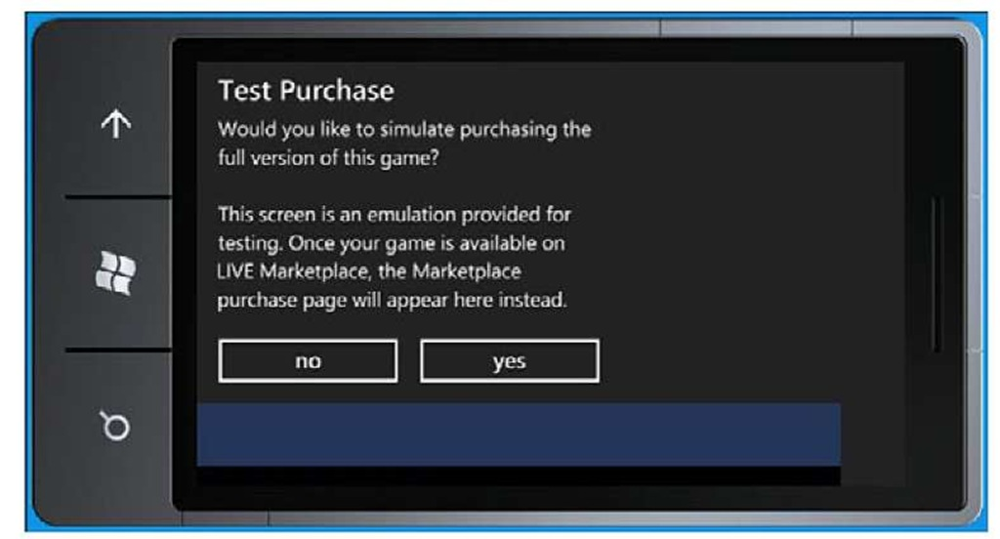 Test Purchase
Would you like to simulate purchasing the
full version of this game?
This screen is an emulation provided for
testing. Once your game is available on
LIVE Marketplace, the Marketplace
purchase page will appear here instead.
no yes